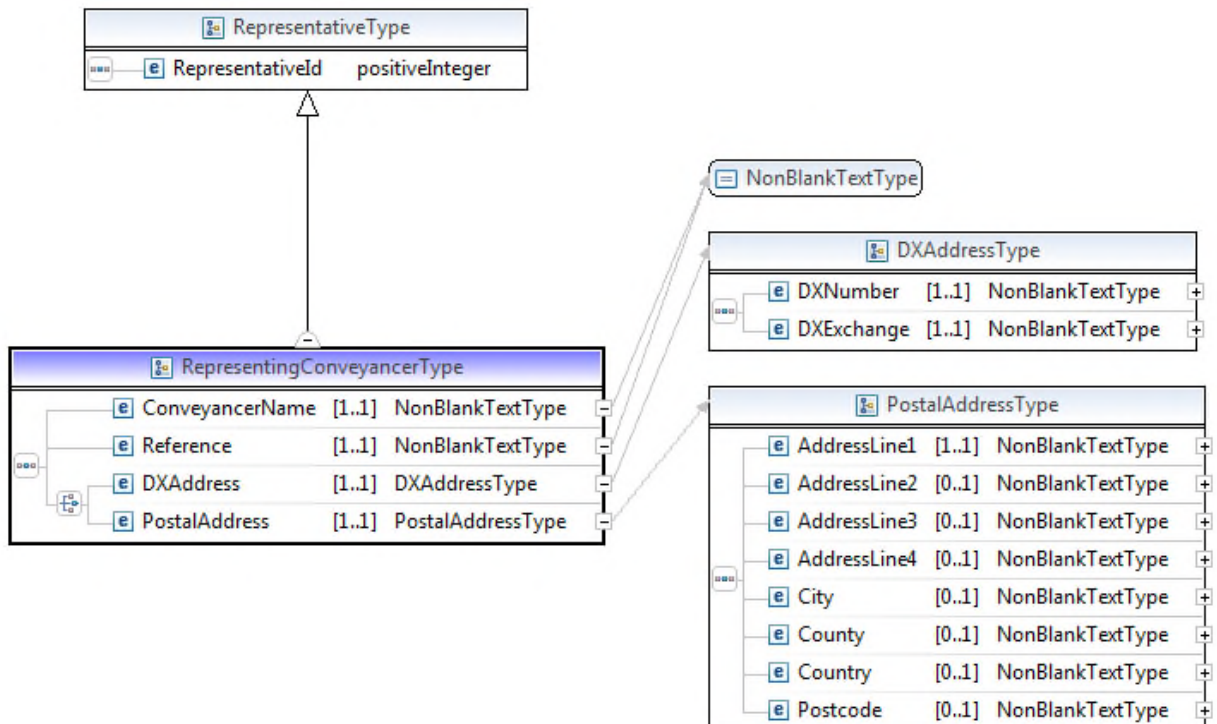 RepresentativeType
RepresentativeId positiveInteger
NonBlankTextType
DXAddressType
DXNumber [1..1] NonBlankTextType
DXExchange [1..1] NonBlankTextType
RepresentingConveyancerType
ConveyancerName [1..1] NonBlankTextType
Reference [1..1] NonBlankTextType
DXAddress [1..1] DXAddressType
PostalAddress [1..1] PostalAddressType
PostalAddressType
AddressLine1 [1..1] NonBlankTextType
AddressLine2 [0..1] NonBlankTextType
AddressLine3 [0..1] NonBlankTextType
AddressLine4 [0..1] NonBlankTextType
City [0..1] NonBlankTextType
County [0..1] NonBlankTextType
Country [0..1] NonBlankTextType
Postcode [0..1] NonBlankTextType